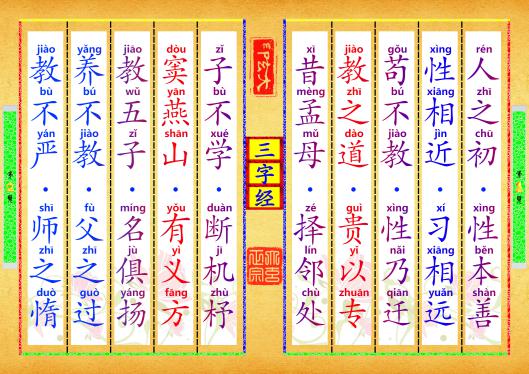 rén zhī chū xìng běn shàn
人之初·性本善
xìng xiāng jìn xí xiāng yuǎn
性相近·习相远
gǒu bú jiào xìng nǎi qiān
苟不教·性乃迁
jiào zhī dào guì yǐ zhuān
教之道·贵以专
xī mèng mǔ zé lín chù
昔孟母·择邻处
三字经
zǐ bù xué duàn jī zhù
子不学·断机杼
dòu yān shān yǒu yì fāng
窦燕山·有义方
jiāo wǔ zǐ míng jù yáng
教五子·名俱扬
yǎng bú jiào fù zhī guò
养不教·父之过
jiào bù yán shī zhī duò
教不严·师之惰